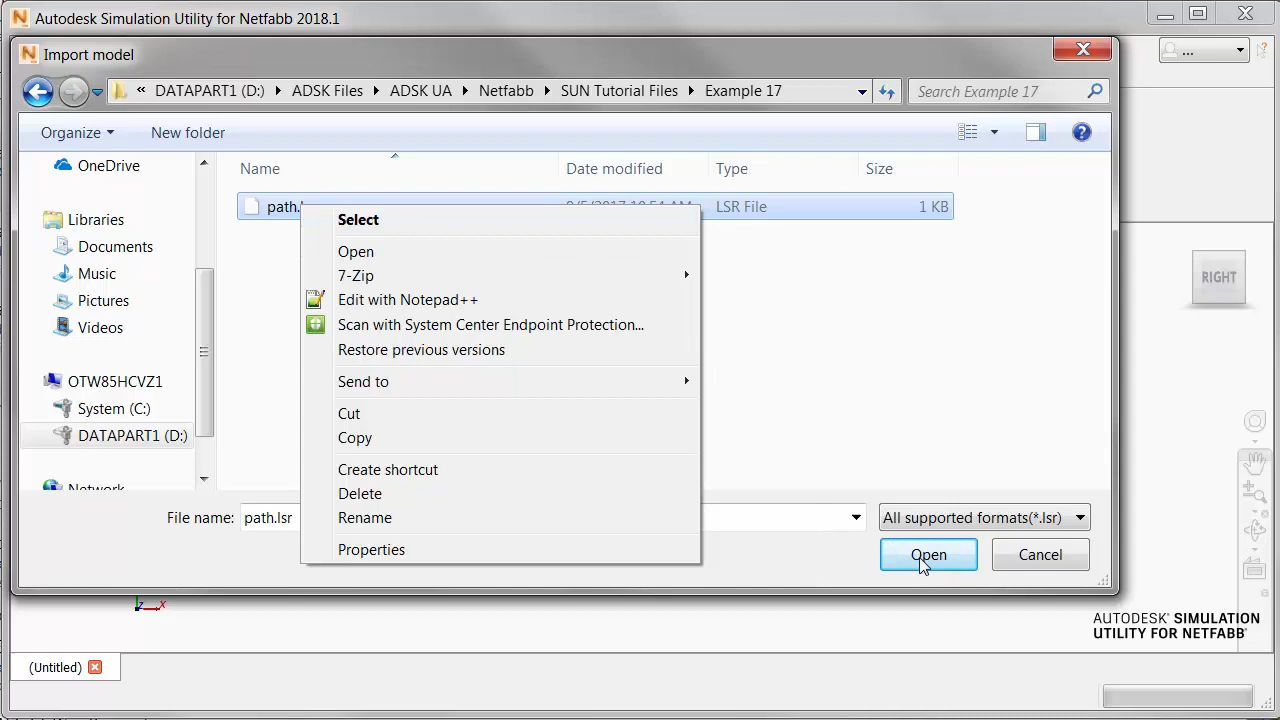 Autodesk Simulation Utility for Netfabb 2018.1
Import model
...
« DATAPART1 (D:) ADSK Files ADSK UA Netfabb SUN Tutorial Files Example 17
Search Example 17
Organize New folder
OneDrive
Libraries
Documents
Music
Pictures
Videos
OTW85HCVZ1
System (C:)
DATAPART1 (D:)
Network
Name Date modified Type Size
path. LSR File 1 KB
Select
Open
7-Zip
Edit with Notepad++
Scan with System Center Endpoint Protection...
Restore previous versions
Send to
Cut
Copy
Create shortcut
Delete
Rename
Properties
File name: path.lsr All supported formats(*.lsr)
Open Cancel
RIGHT
z x
AUTODESK® SIMULATION
UTILITY FOR NETFABB®
(Untitled)